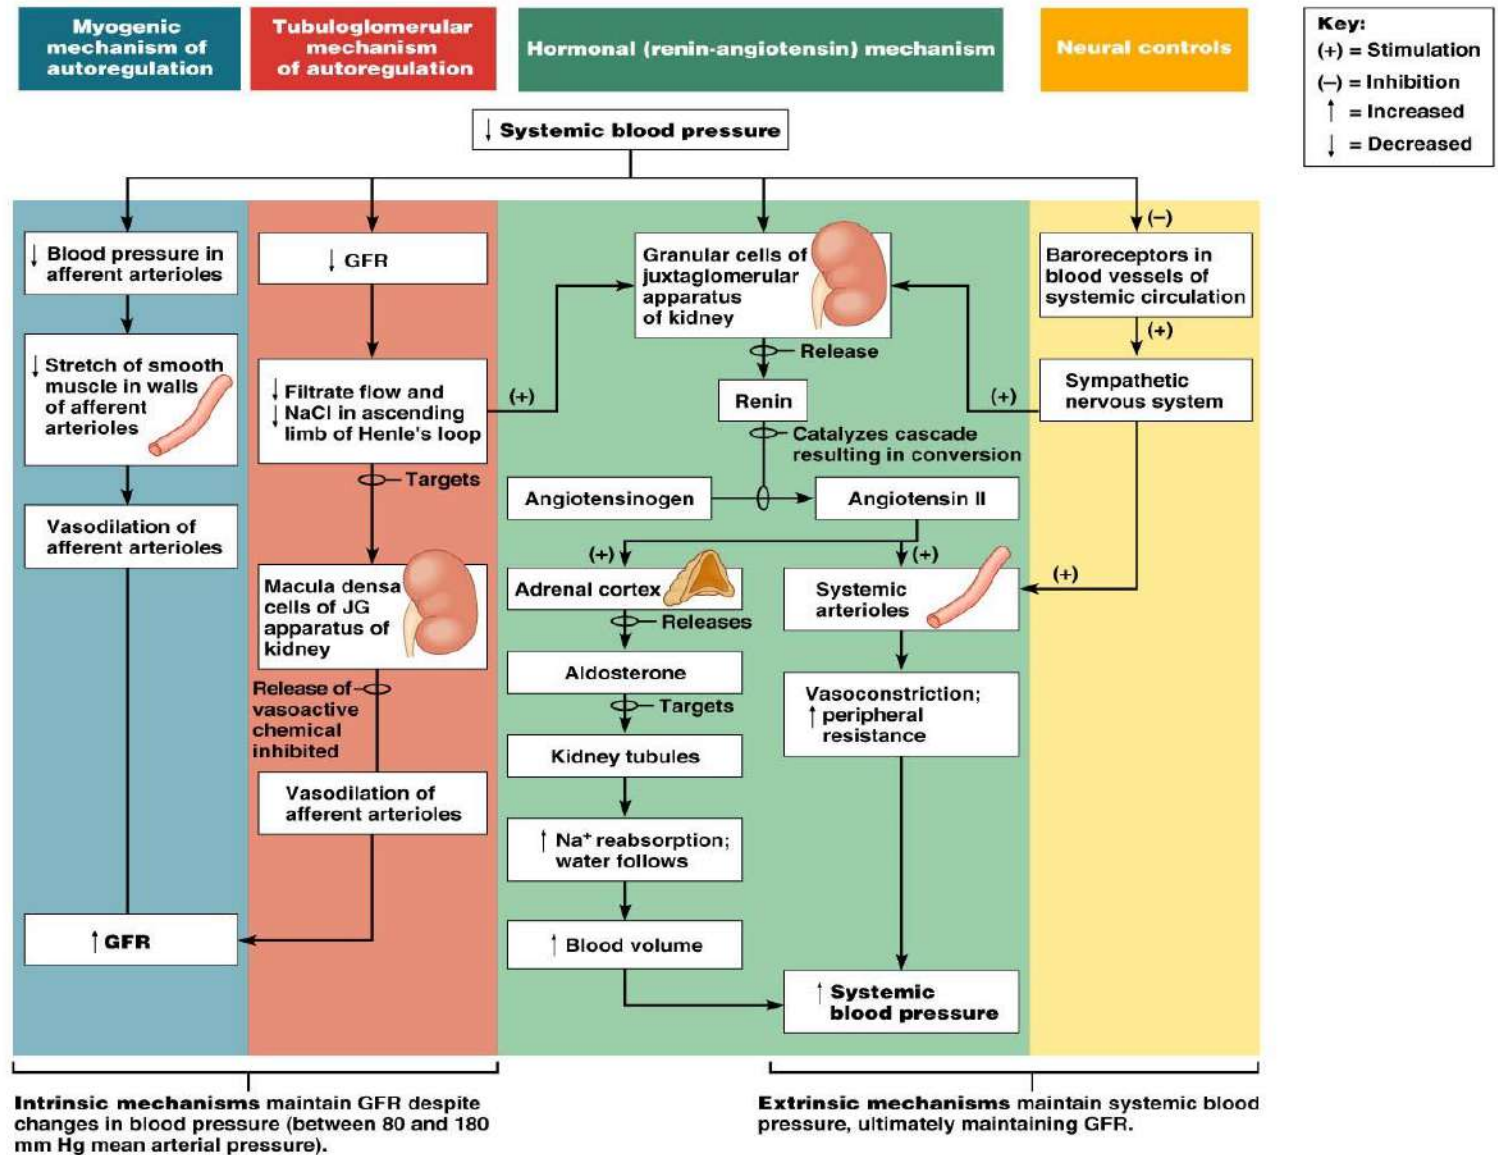 Myogenic
mechanism of
autoregulation
Tubuloglomerular
mechanism
of autoregulation
Hormonal (renin-angiotensin) mechanism
Neural controls
Key:
(+) = Stimulation
(–) = Inhibition
↑ = Increased
↓ = Decreased
↓ Systemic blood pressure
↓ Blood pressure in
afferent arterioles
↓ Stretch of smooth
muscle in walls
of afferent
arterioles
Vasodilation of
afferent arterioles
↑ GFR
↓ GFR
↓ Filtrate flow and
↓ NaCl in ascending
limb of Henle's loop
Targets
Macula densa
cells of JG
apparatus of
kidney
Release of
vasoactive
chemical
inhibited
Vasodilation of
afferent arterioles
(+)
Granular cells of
juxtaglomerular
apparatus
of kidney
Release
Renin
Catalyzes cascade
resulting in conversion
Angiotensinogen
Angiotensin II
(+)
(+)
Adrenal cortex
Releases
Aldosterone
Targets
Kidney tubules
↑ Na⁺ reabsorption;
water follows
↑ Blood volume
Systemic
arterioles
Vasoconstriction;
↑ peripheral
resistance
↑ Systemic
blood pressure
(–)
Baroreceptors in
blood vessels of
systemic circulation
(+)
Sympathetic
nervous system
(+)
(+)
Intrinsic mechanisms maintain GFR despite
changes in blood pressure (between 80 and 180
mm Hg mean arterial pressure).
Extrinsic mechanisms maintain systemic blood
pressure, ultimately maintaining GFR.